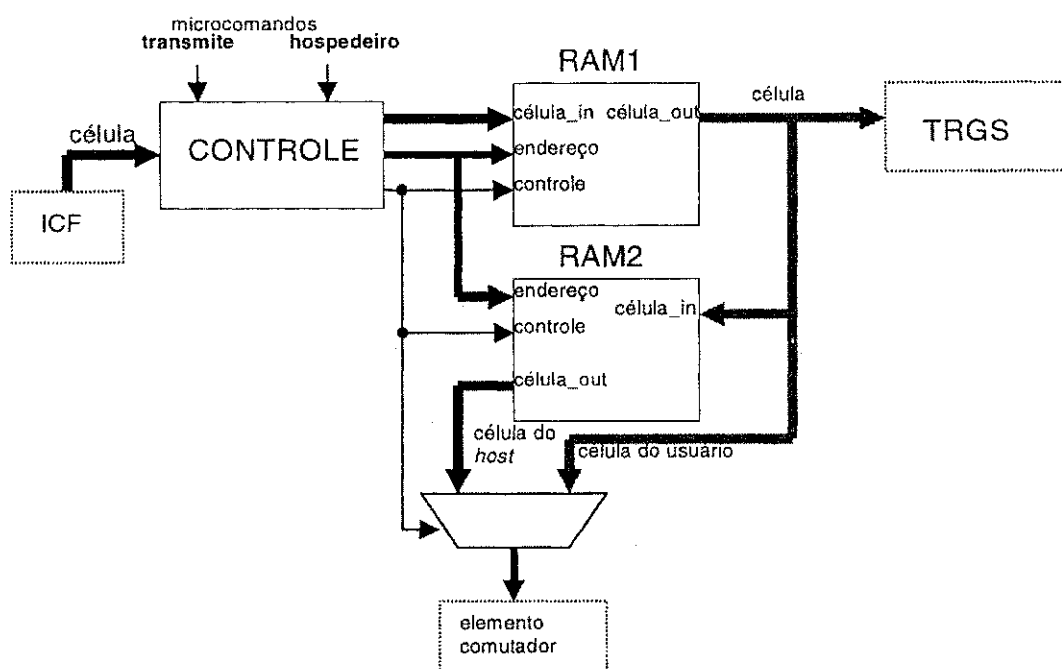 microcomandos
transmite hospedeiro
RAM1
célula
CONTROLE
ICF
célula_in célula_out
endereço
controle
célula
TRGS
RAM2
endereço
célula_in
controle
célula_out
célula do
host
célula do usuário
elemento
comutador